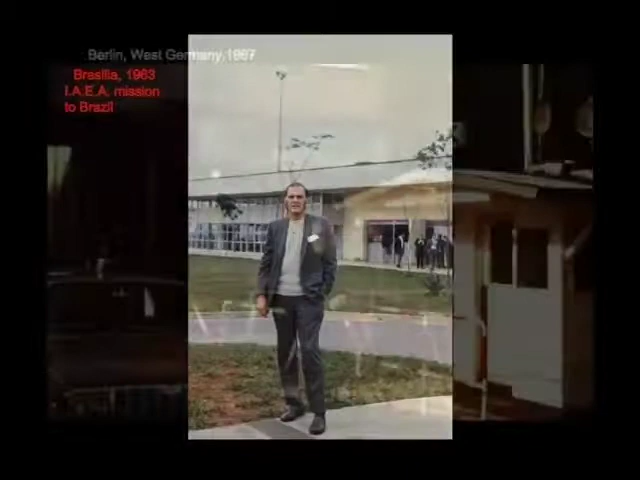 Berlin, West Germany,1967
Brasilia, 1963
I.A.E.A. mission
to Brazil